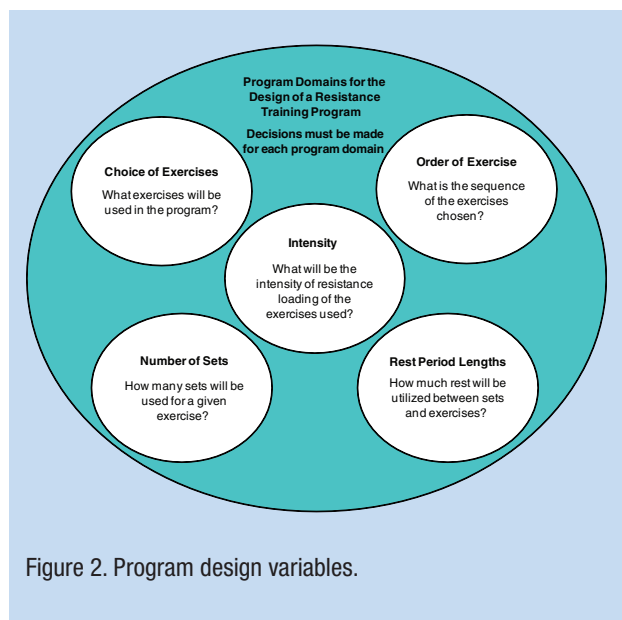 Program Domains for the
Design of a Resistance
Training Program
Decisions must be made
for each program domain
Choice of Exercises
What exercises will be
used in the program?
Order of Exercise
What is the sequence
of the exercises
chosen?
Intensity
What will be the
intensity of resistance
loading of the
exercises used?
Number of Sets
How many sets will be
used for a given
exercise?
Rest Period Lengths
How much rest will be
utilized between sets
and exercises?
Figure 2. Program design variables.